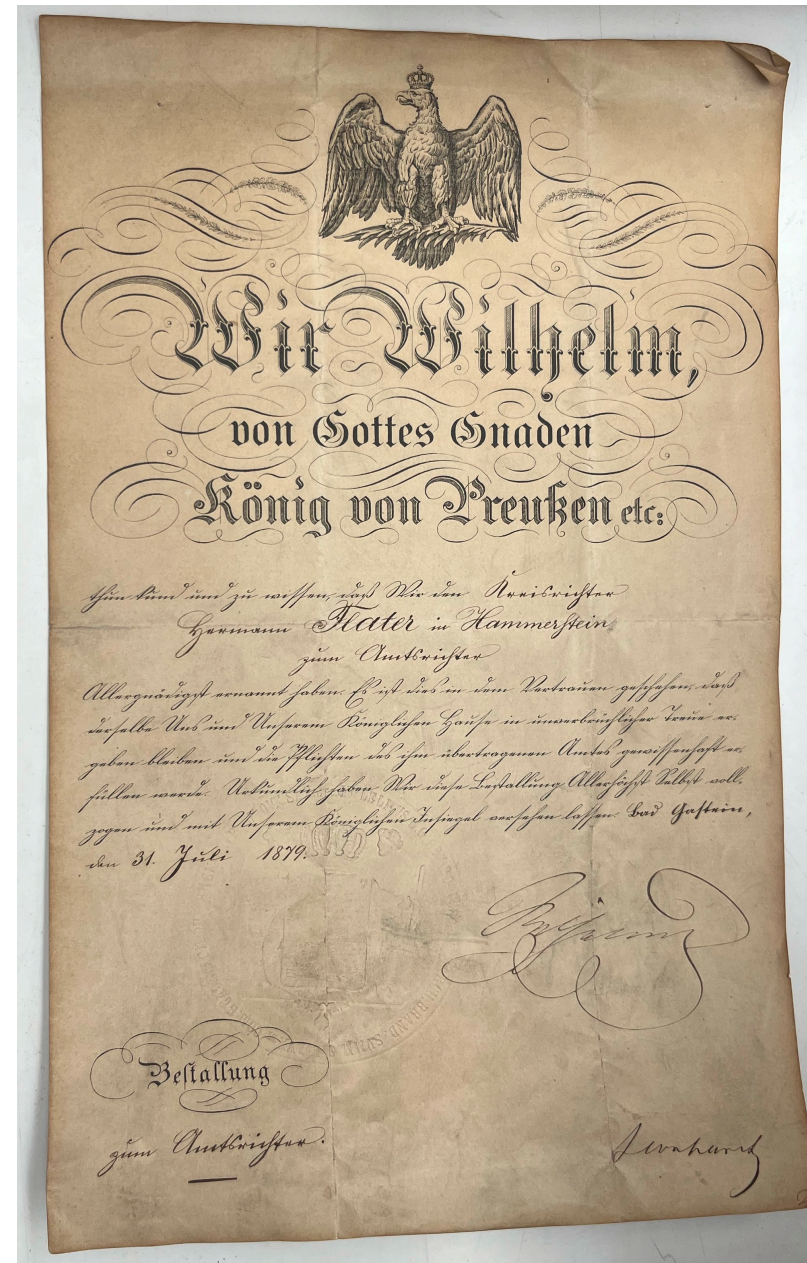 Wir Wilhelm,
von Gottes Gnaden
König von Preußen etc:
thun kund und zu wissen, daß Wir den Kreisrichter
Hermann Flater in Hammerstein
zum Amtsrichter
Allergnädigst ernannt haben. Es ist dies in dem Vertrauen geschehen, daß
derselbe Uns und Unserem Königlichen Hause in unverbrüchlicher Treue er-
geben bleiben und die Pflichten des ihm übertragenen Amtes gewissenhaft er-
füllen werde. Urkundlich haben Wir diese Bestallung Allerhöchst Selbst voll-
zogen und mit Unserem Königlichen Insiegel versehen lassen. Bad Gastein,
den 31. Juli 1879.
Wilhelm
Bestallung
zum Amtsrichter.
Leonhardt